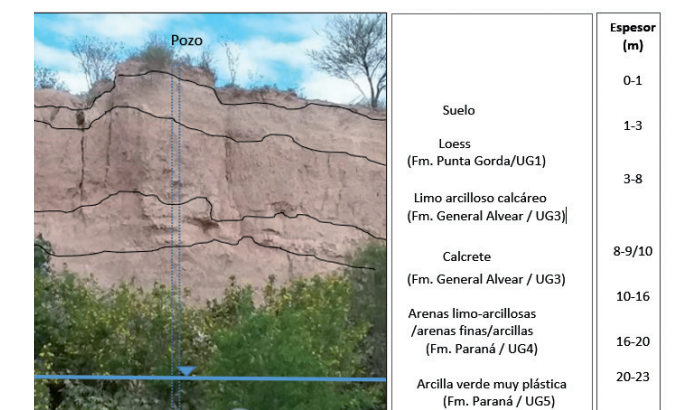 Pozo
Suelo
Loess
(Fm. Punta Gorda/UG1)
Limo arcilloso calcáreo
(Fm. General Alvear / UG3)
Calcrete
(Fm. General Alvear / UG3)
Arenas limo-arcillosas
/arenas finas/arcillas
(Fm. Paraná / UG4)
Arcilla verde muy plástica
(Fm. Paraná / UG5)
Espesor
(m)
0-1
1-3
3-8
8-9/10
10-16
16-20
20-23